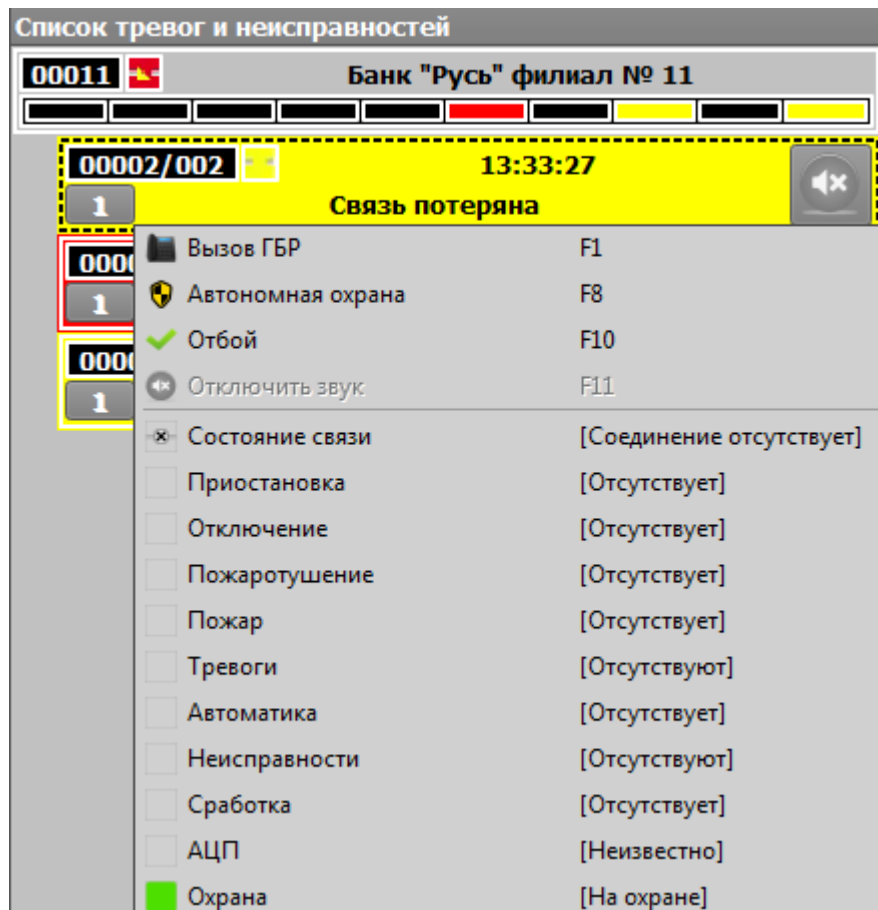 Список тревог и неисправностей
00011 Банк "Русь" филиал № 11
00002/002 13:33:27
1 Связь потеряна
Вызов ГБР F1
0000
1 Автономная охрана F8
Отбой F10
0000
1 Отключить звук F11
Состояние связи [Соединение отсутствует]
Приостановка [Отсутствует]
Отключение [Отсутствует]
Пожаротушение [Отсутствует]
Пожар [Отсутствует]
Тревоги [Отсутствуют]
Автоматика [Отсутствует]
Неисправности [Отсутствуют]
Сработка [Отсутствует]
АЦП [Неизвестно]
Охрана [На охране]